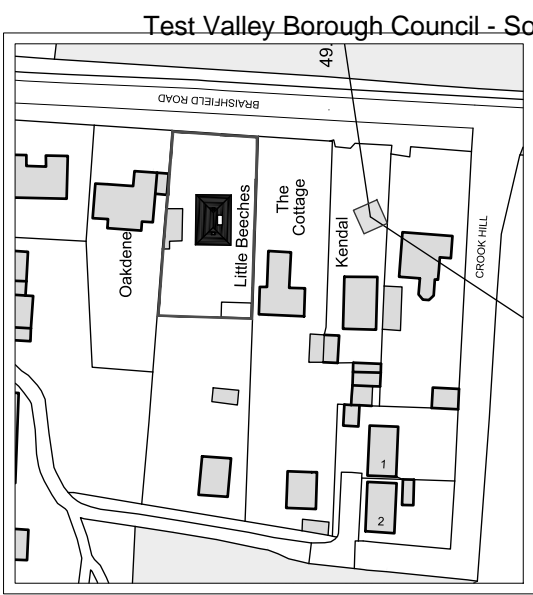 Test Valley Borough Council - So
49.
BRAISHFIELD ROAD
Oakdene
Little Beeches
The
Cottage
Kendal
CROOK HILL
1
2